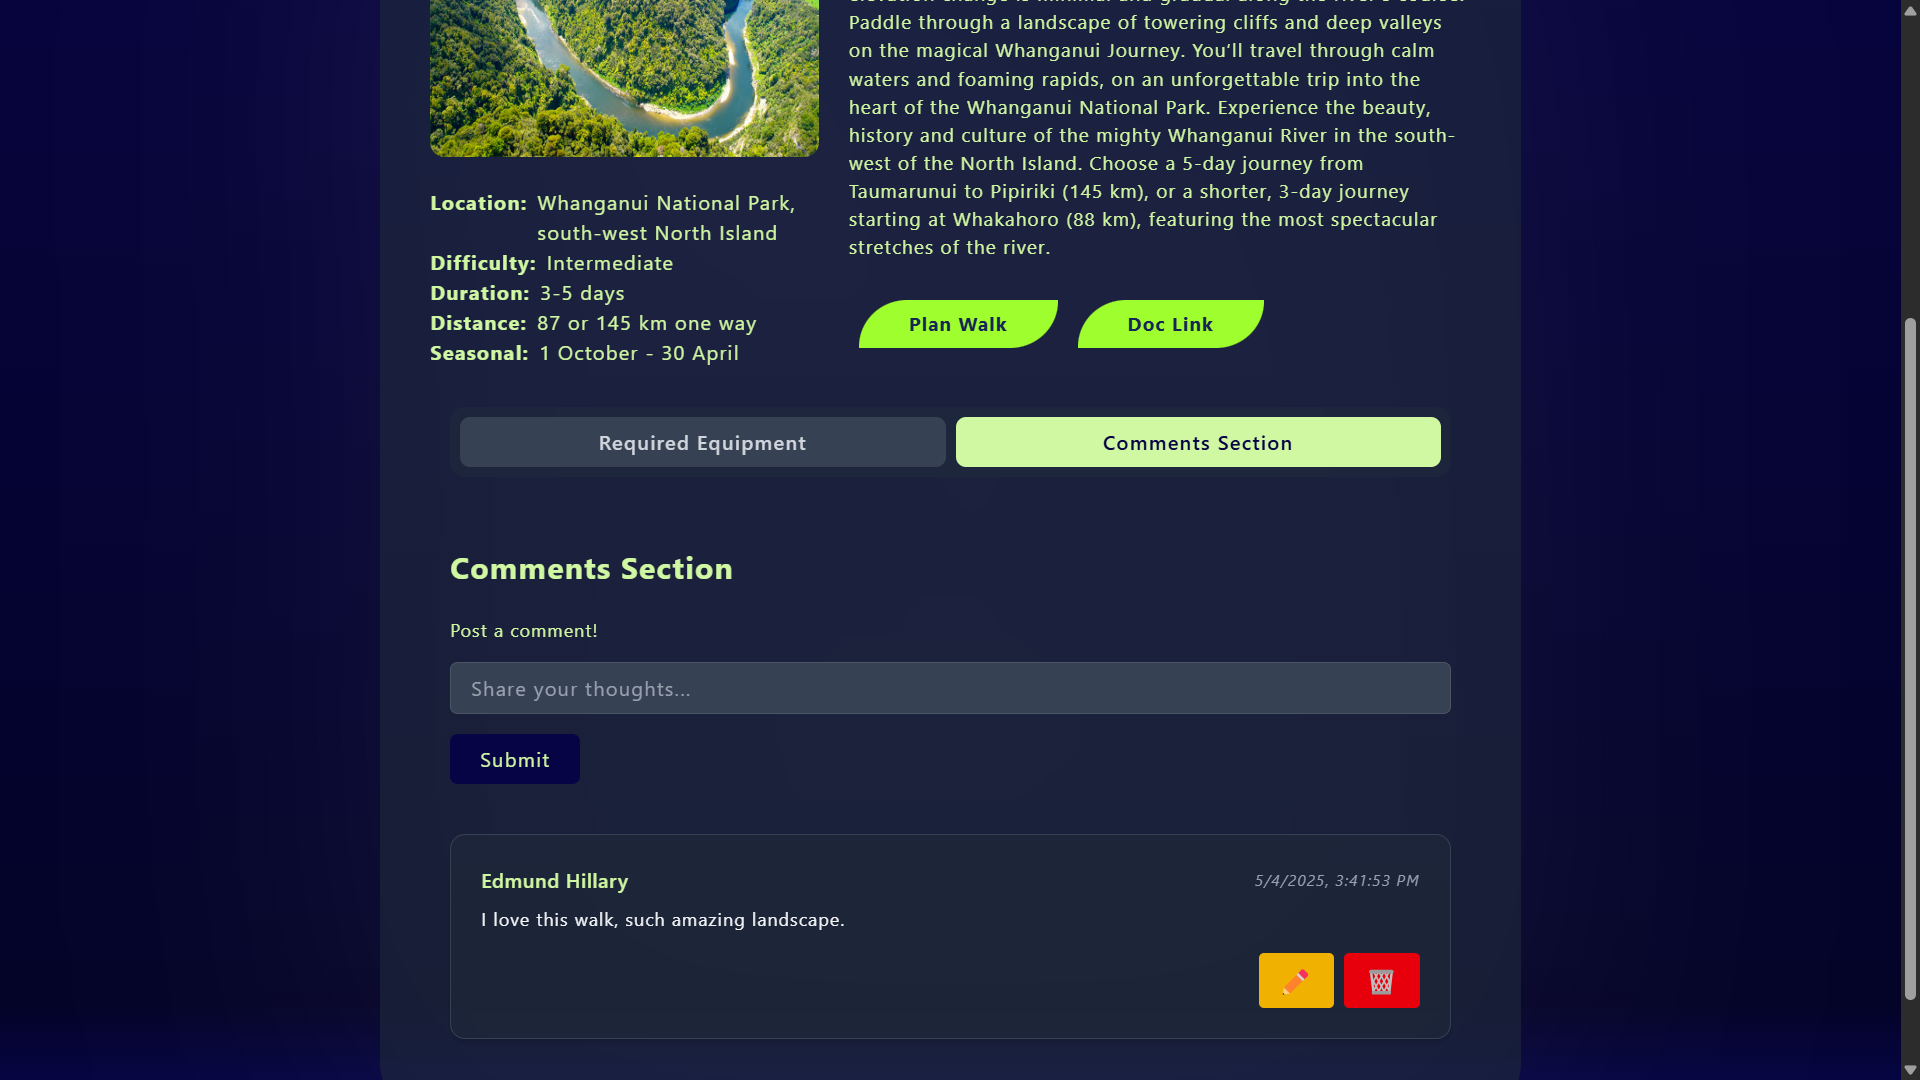 Paddle through a landscape of towering cliffs and deep valleys
on the magical Whanganui Journey. You’ll travel through calm
waters and foaming rapids, on an unforgettable trip into the
heart of the Whanganui National Park. Experience the beauty,
history and culture of the mighty Whanganui River in the south-
west of the North Island. Choose a 5-day journey from
Taumarunui to Pipiriki (145 km), or a shorter, 3-day journey
starting at Whakahoro (88 km), featuring the most spectacular
stretches of the river.
Location: Whanganui National Park,
south-west North Island
Difficulty: Intermediate
Duration: 3-5 days
Distance: 87 or 145 km one way
Seasonal: 1 October - 30 April
Plan Walk
Doc Link
Required Equipment
Comments Section
Comments Section
Post a comment!
Share your thoughts...
Submit
Edmund Hillary
5/4/2025, 3:41:53 PM
I love this walk, such amazing landscape.